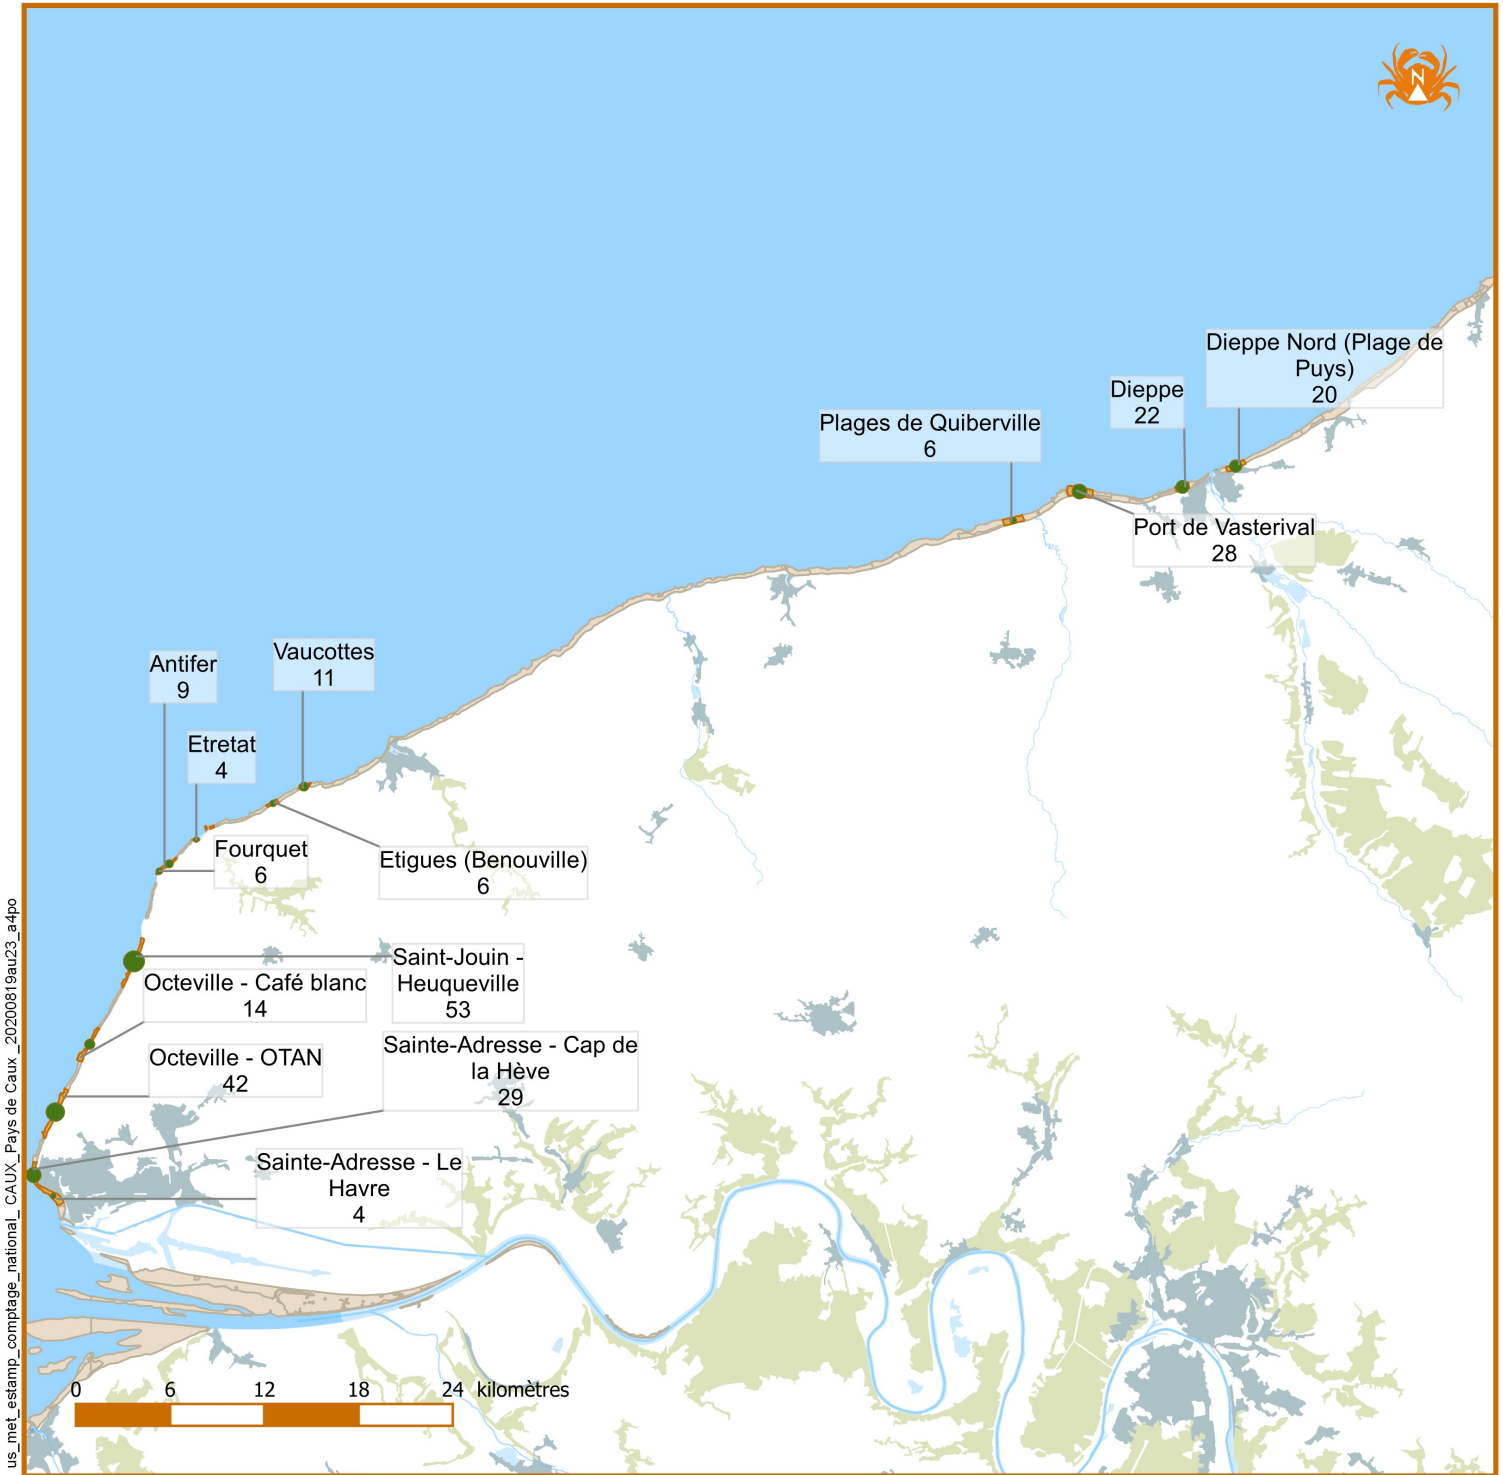 N
Dieppe Nord (Plage de
Puys)
20
Dieppe
22
Plages de Quiberville
6
Port de Vasterival
28
Vaucottes
11
Antifer
9
Etretat
4
Fourquet
6
Etigues (Benouville)
6
Saint-Jouin -
Heuqueville
53
Octeville - Café blanc
14
Sainte-Adresse - Cap de
la Hève
29
Octeville - OTAN
42
Sainte-Adresse - Le
Havre
4
0 6 12 18 24 kilomètres
us_met_estamp_comptage_national_CAUX_Pays de Caux_20200819au23_a4po